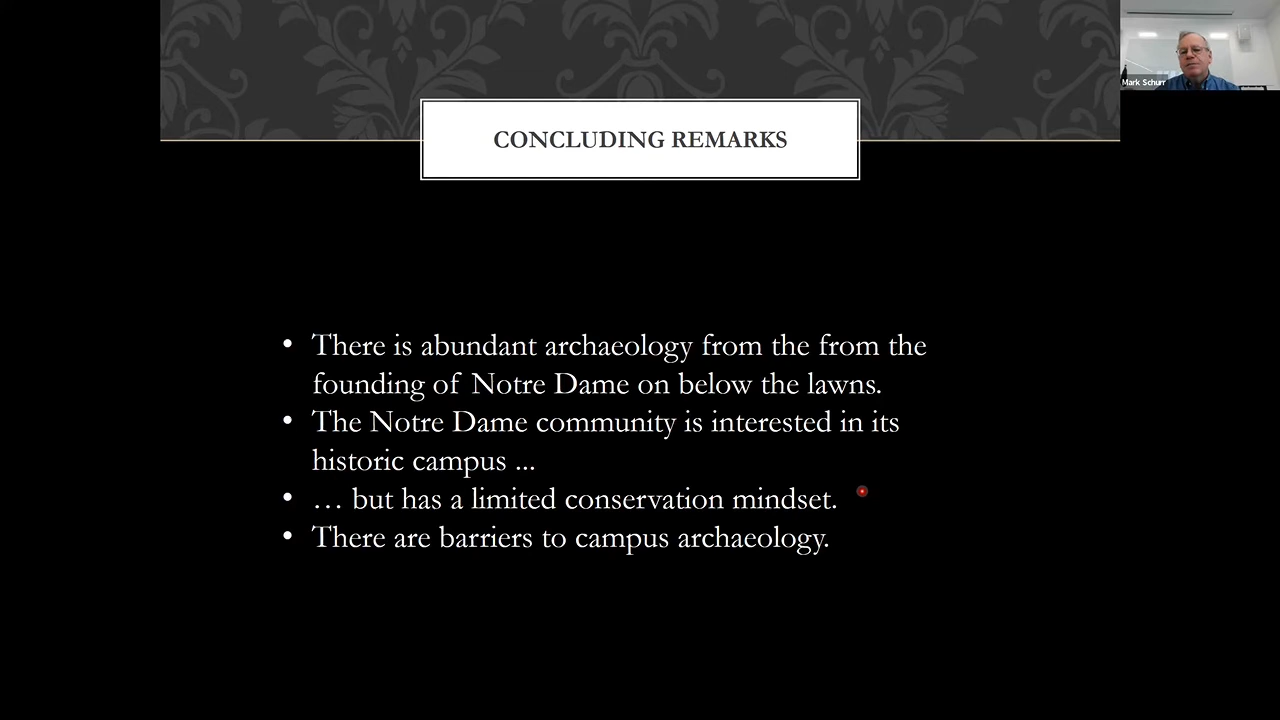 Mark Schurr
CONCLUDING REMARKS
• There is abundant archaeology from the from the
founding of Notre Dame on below the lawns.
• The Notre Dame community is interested in its
historic campus ...
• … but has a limited conservation mindset.
• There are barriers to campus archaeology.